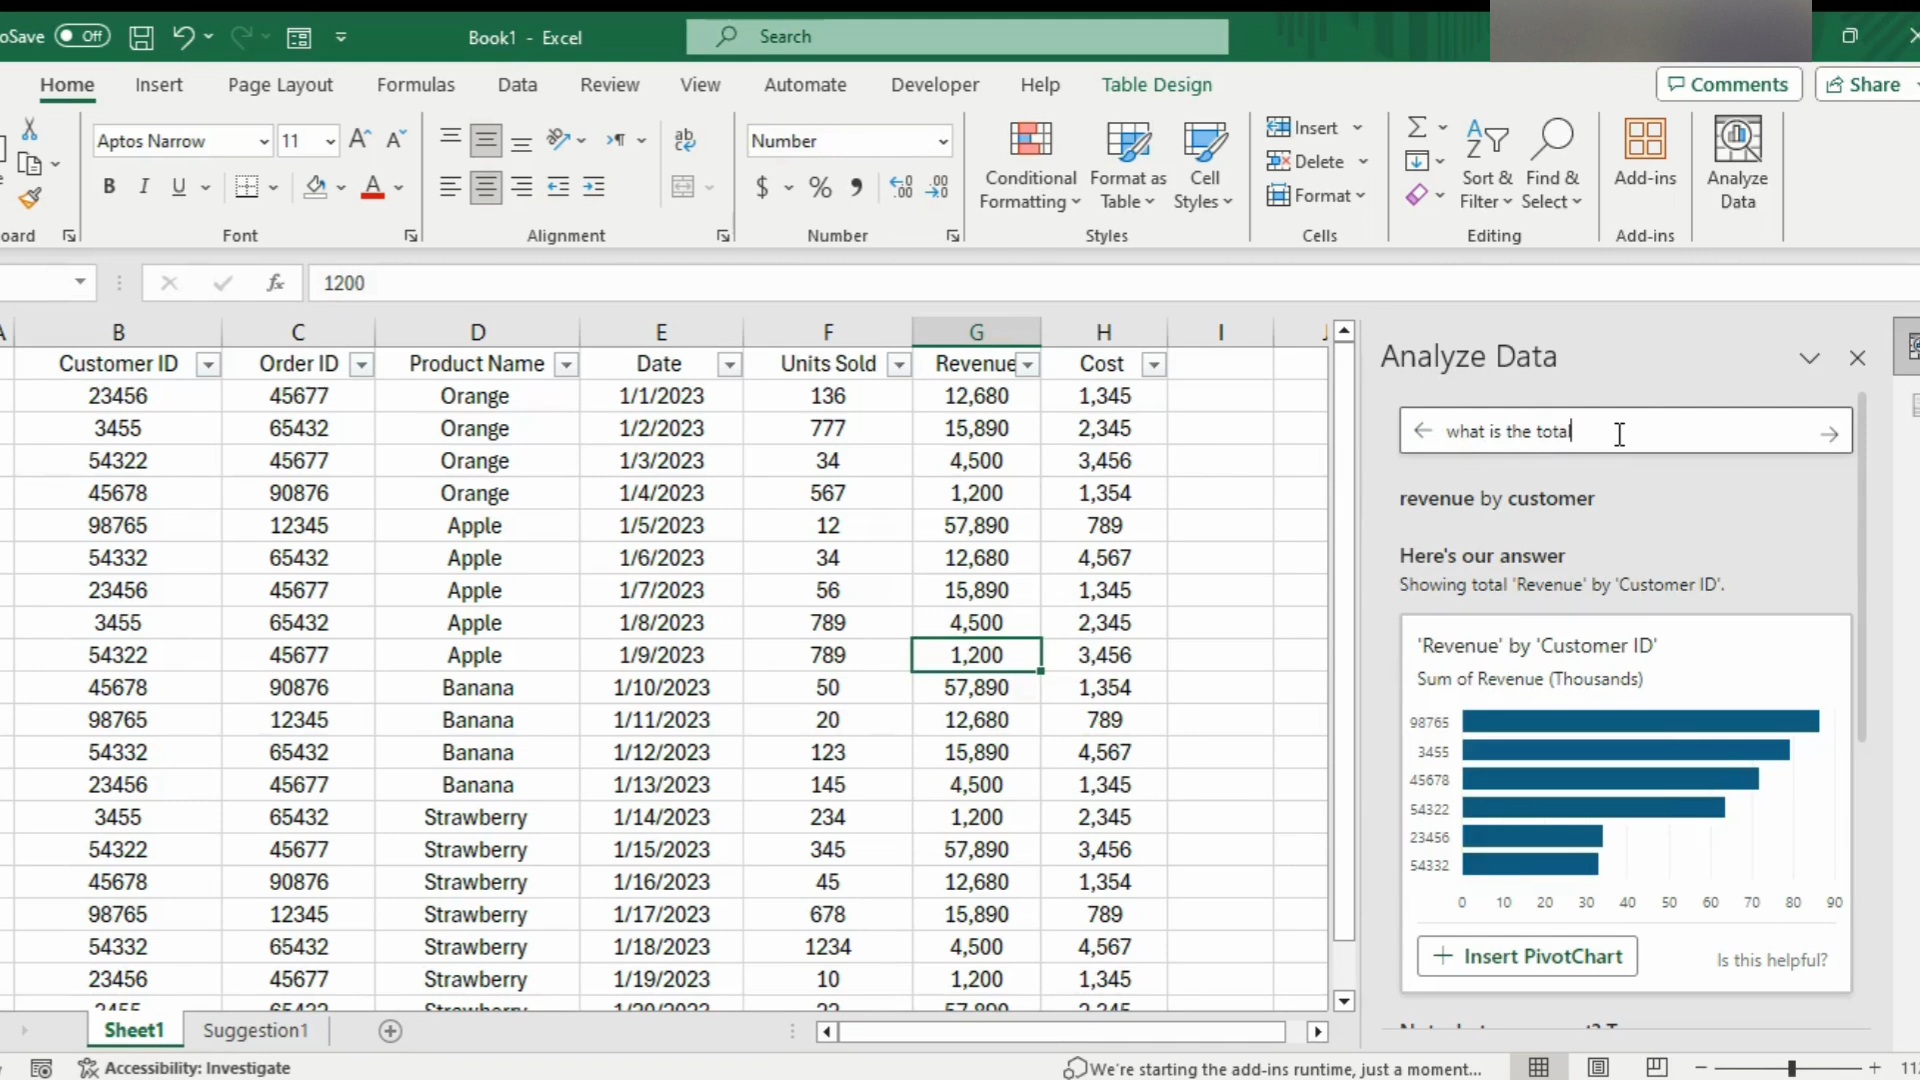 oSave Off Book1 - Excel Search
Home Insert Page Layout Formulas Data Review View Automate Developer Help Table Design Comments Share
Aptos Narrow 11 Number
B I U
Conditional Formatting
Format as Table
Cell Styles
Insert
Delete
Format
Sort & Filter
Find & Select
Add-ins
Analyze Data
oard Font Alignment Number Styles Cells Editing Add-ins
fx 1200
A B C D E F G H I J
Customer ID Order ID Product Name Date Units Sold Revenue Cost
23456 45677 Orange 1/1/2023 136 12,680 1,345
3455 65432 Orange 1/2/2023 777 15,890 2,345
54322 45677 Orange 1/3/2023 34 4,500 3,456
45678 90876 Orange 1/4/2023 567 1,200 1,354
98765 12345 Apple 1/5/2023 12 57,890 789
54332 65432 Apple 1/6/2023 34 12,680 4,567
23456 45677 Apple 1/7/2023 56 15,890 1,345
3455 65432 Apple 1/8/2023 789 4,500 2,345
54322 45677 Apple 1/9/2023 789 1,200 3,456
45678 90876 Banana 1/10/2023 50 57,890 1,354
98765 12345 Banana 1/11/2023 20 12,680 789
54332 65432 Banana 1/12/2023 123 15,890 4,567
23456 45677 Banana 1/13/2023 145 4,500 1,345
3455 65432 Strawberry 1/14/2023 234 1,200 2,345
54322 45677 Strawberry 1/15/2023 345 57,890 3,456
45678 90876 Strawberry 1/16/2023 45 12,680 1,354
98765 12345 Strawberry 1/17/2023 678 15,890 789
54332 65432 Strawberry 1/18/2023 1234 4,500 4,567
23456 45677 Strawberry 1/19/2023 10 1,200 1,345
3455 65432 Strawberry 1/20/2023 57,890 2,345
Analyze Data
what is the total
revenue by customer
Here's our answer
Showing total 'Revenue' by 'Customer ID'.
'Revenue' by 'Customer ID'
Sum of Revenue (Thousands)
98765
3455
45678
54322
23456
54332
0 10 20 30 40 50 60 70 80 90
Insert PivotChart Is this helpful?
Sheet1 Suggestion1
Accessibility: Investigate We're starting the add-ins runtime, just a moment... 11